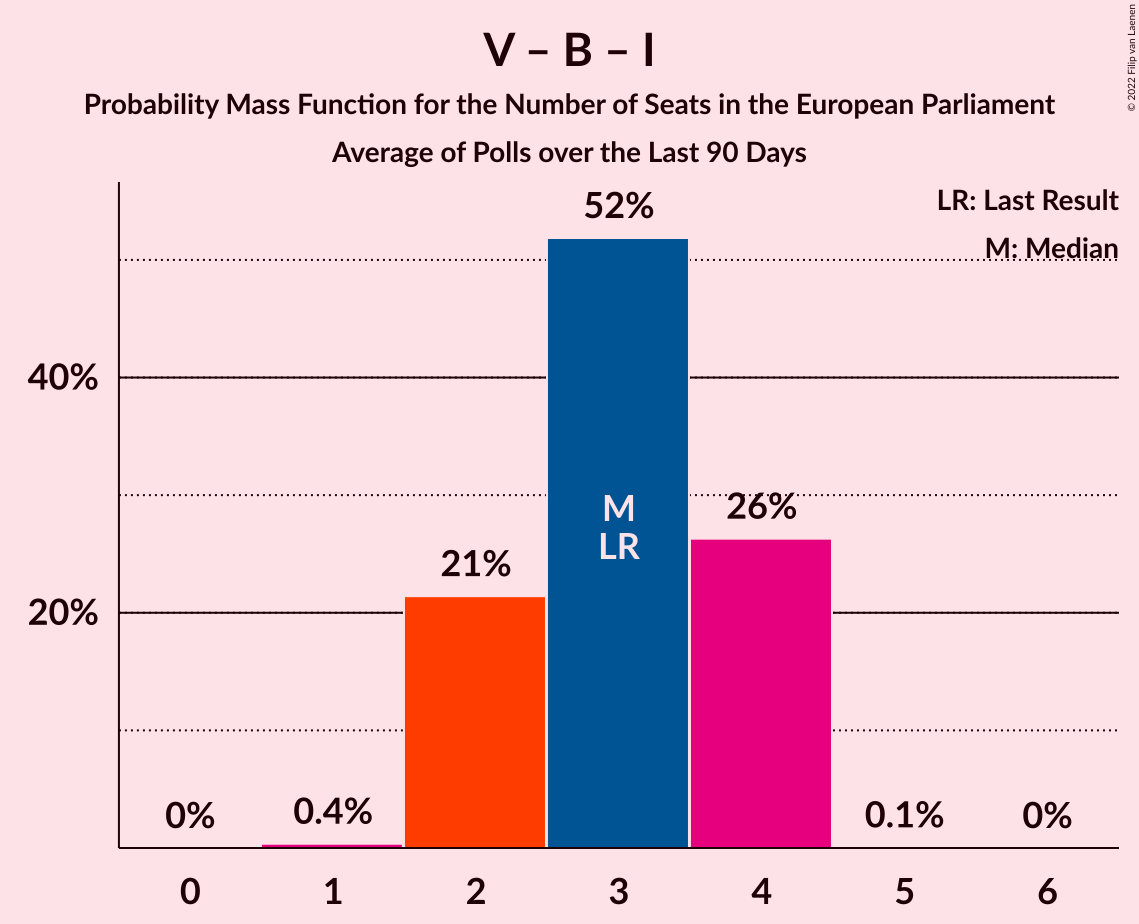 V – B – I
Probability Mass Function for the Number of Seats in the European Parliament
Average of Polls over the Last 90 Days
© 2022 Filip van Laenen
LR: Last Result
M: Median
52%
40%
M
LR
26%
21%
20%
0%
0.4%
0.1%
0%
0 1 2 3 4 5 6